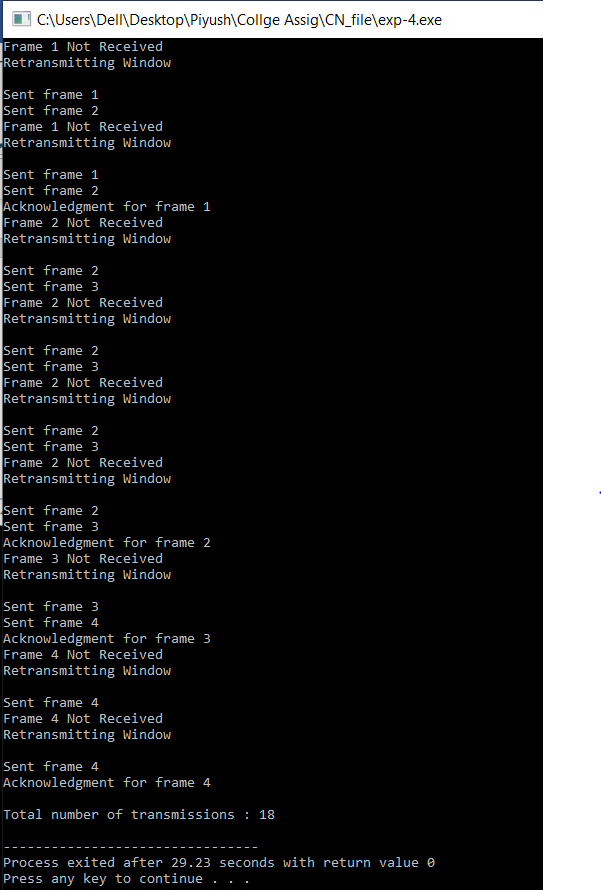 C:\Users\Dell\Desktop\Piyush\Collge Assig\CN_file\exp-4.exe
Frame 1 Not Received
Retransmitting Window
Sent frame 1
Sent frame 2
Frame 1 Not Received
Retransmitting Window
Sent frame 1
Sent frame 2
Acknowledgment for frame 1
Frame 2 Not Received
Retransmitting Window
Sent frame 2
Sent frame 3
Frame 2 Not Received
Retransmitting Window
Sent frame 2
Sent frame 3
Frame 2 Not Received
Retransmitting Window
Sent frame 2
Sent frame 3
Frame 2 Not Received
Retransmitting Window
Sent frame 2
Sent frame 3
Acknowledgment for frame 2
Frame 3 Not Received
Retransmitting Window
Sent frame 3
Sent frame 4
Acknowledgment for frame 3
Frame 4 Not Received
Retransmitting Window
Sent frame 4
Frame 4 Not Received
Retransmitting Window
Sent frame 4
Acknowledgment for frame 4
Total number of transmissions : 18
--------------------------------
Process exited after 29.23 seconds with return value 0
Press any key to continue . . .